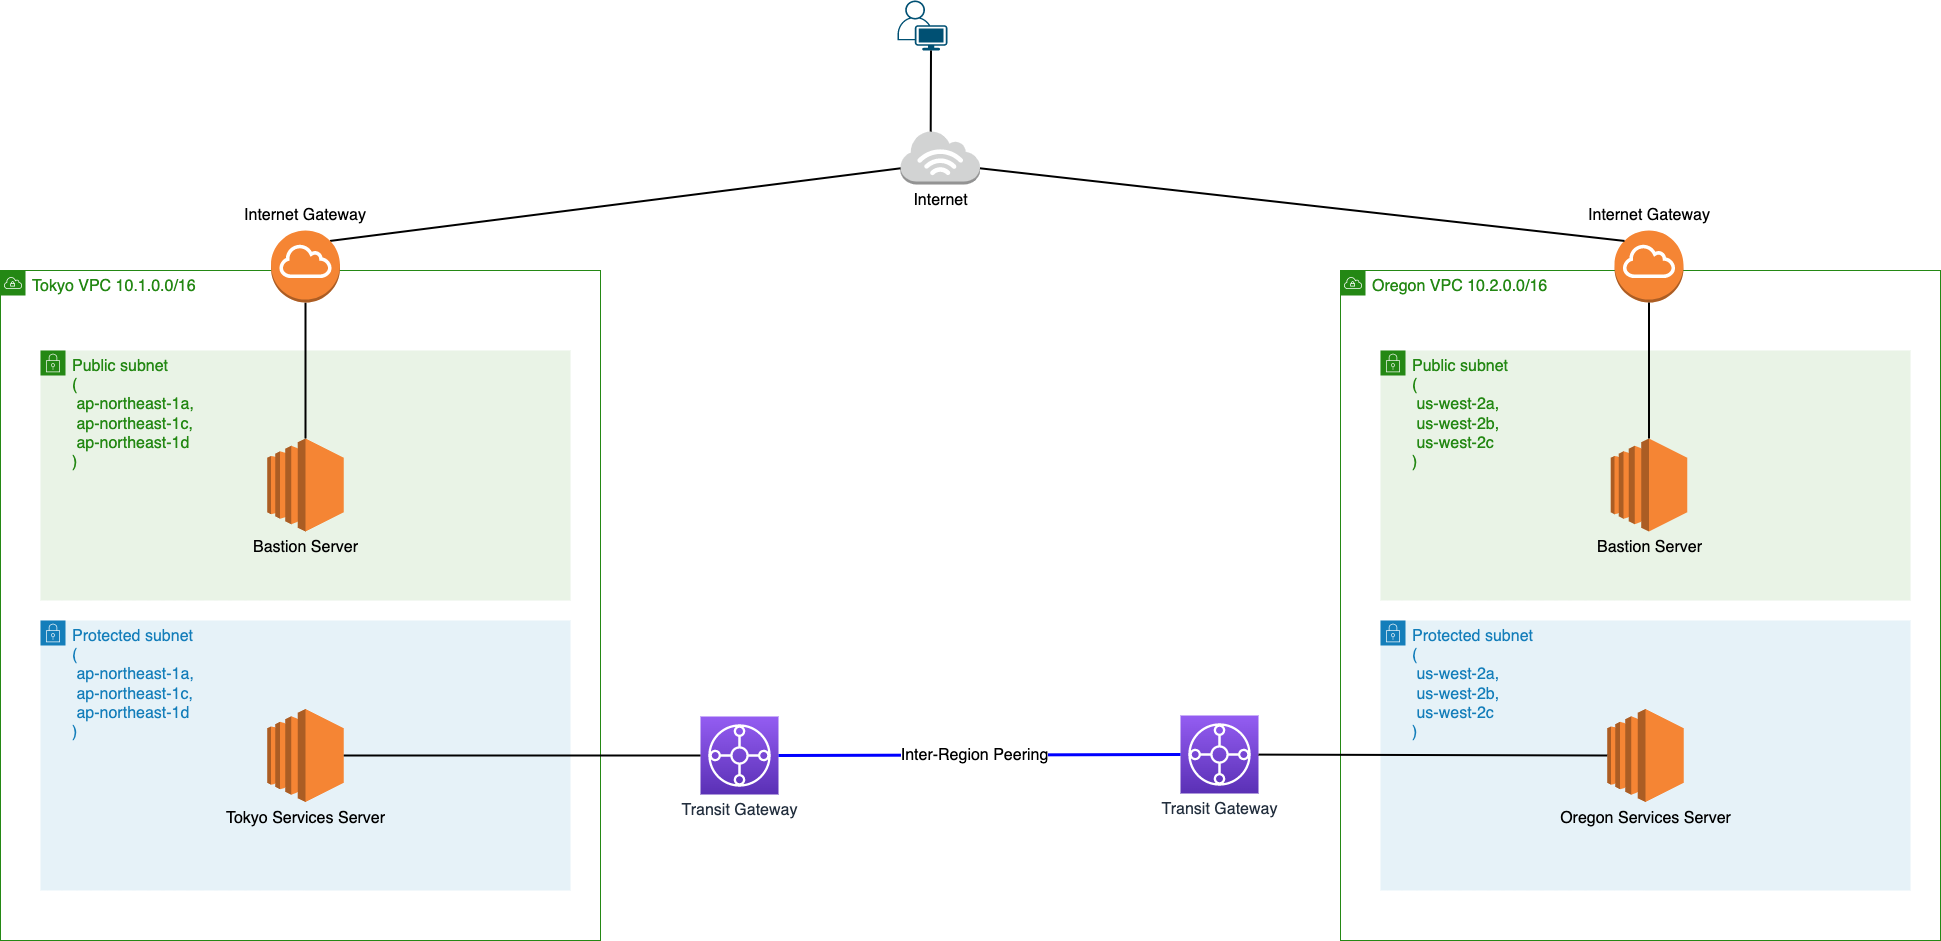 Internet
Internet Gateway
Internet Gateway
Tokyo VPC 10.1.0.0/16
Public subnet
(
ap-northeast-1a,
ap-northeast-1c,
ap-northeast-1d
)
Bastion Server
Protected subnet
(
ap-northeast-1a,
ap-northeast-1c,
ap-northeast-1d
)
Tokyo Services Server
Transit Gateway
Inter-Region Peering
Transit Gateway
Oregon VPC 10.2.0.0/16
Public subnet
(
us-west-2a,
us-west-2b,
us-west-2c
)
Bastion Server
Protected subnet
(
us-west-2a,
us-west-2b,
us-west-2c
)
Oregon Services Server